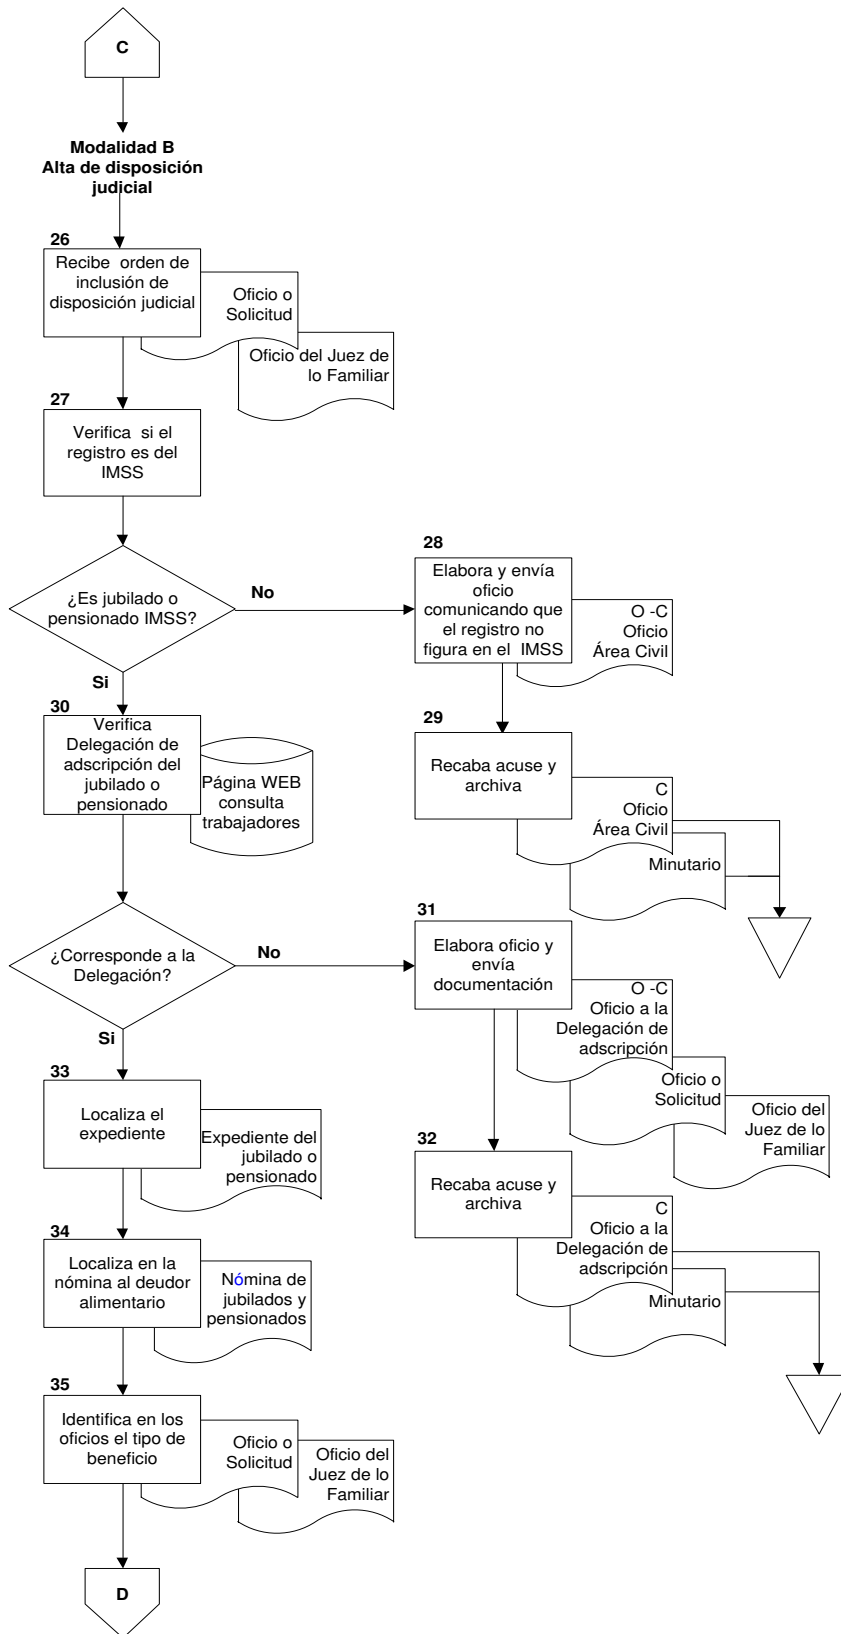 C
Modalidad B
Alta de disposición
judicial
26
Recibe orden de
inclusión de
disposición judicial
Oficio o
Solicitud
Oficio del Juez de
lo Familiar
27
Verifica si el
registro es del
IMSS
¿Es jubilado o
pensionado IMSS?
No
Si
28
Elabora y envía
oficio
comunicando que
el registro no
figura en el IMSS
O -C
Oficio
Área Civil
29
Recaba acuse y
archiva
C
Oficio
Área Civil
Minutario
30
Verifica
Delegación de
adscripción del
jubilado o
pensionado
Página WEB
consulta
trabajadores
¿Corresponde a la
Delegación?
No
Si
31
Elabora oficio y
envía
documentación
O -C
Oficio a la
Delegación de
adscripción
Oficio o
Solicitud
Oficio del
Juez de lo
Familiar
32
Recaba acuse y
archiva
C
Oficio a la
Delegación de
adscripción
Minutario
33
Localiza el
expediente
Expediente del
jubilado o
pensionado
34
Localiza en la
nómina al deudor
alimentario
Nómina de
jubilados y
pensionados
35
Identifica en los
oficios el tipo de
beneficio
Oficio o
Solicitud
Oficio del
Juez de lo
Familiar
D